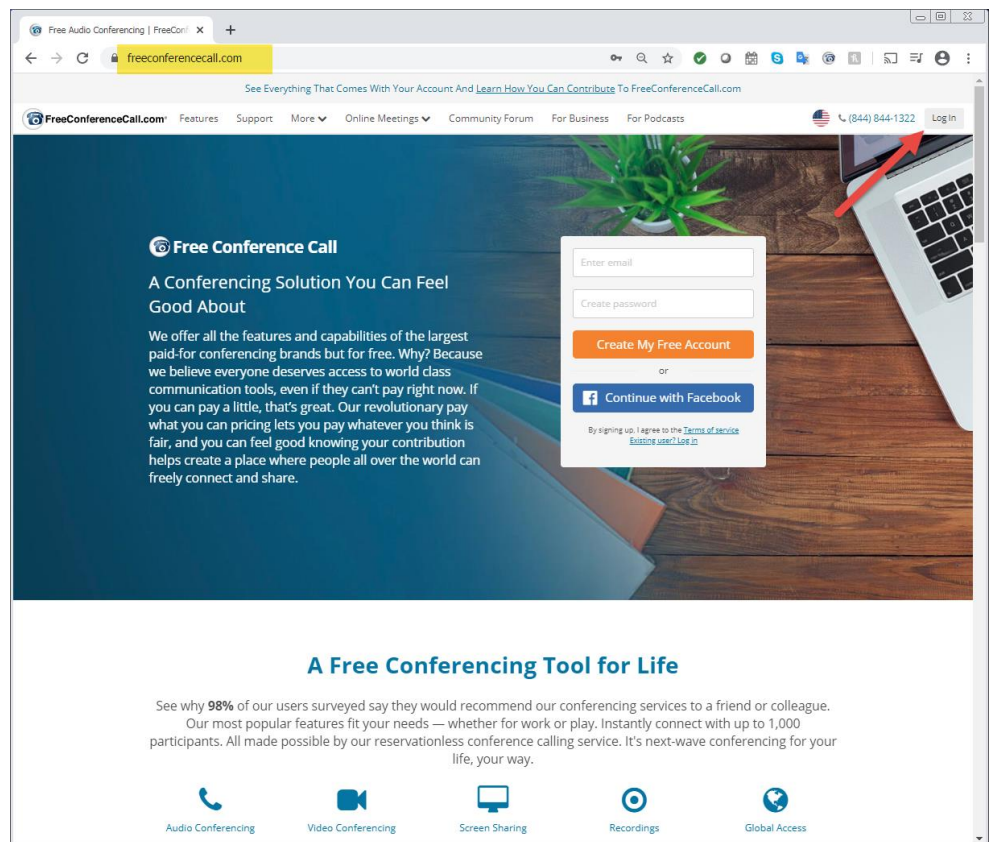 Free Audio Conferencing | FreeConf
freeconferencecall.com
See Everything That Comes With Your Account And Learn How You Can Contribute To FreeConferenceCall.com
FreeConferenceCall.com Features Support More Online Meetings Community Forum For Business For Podcasts (844) 844-1322 Log In
Free Conference Call
A Conferencing Solution You Can Feel
Good About
We offer all the features and capabilities of the largest
paid-for conferencing brands but for free. Why? Because
we believe everyone deserves access to world class
communication tools, even if they can't pay right now. If
you can pay a little, that's great. Our revolutionary pay
what you can pricing lets you pay whatever you think is
fair, and you can feel good knowing your contribution
helps create a place where people all over the world can
freely connect and share.
Enter email
Create password
Create My Free Account
or
Continue with Facebook
By signing up, I agree to the Terms of service
Existing user? Log in
A Free Conferencing Tool for Life
See why 98% of our users surveyed say they would recommend our conferencing services to a friend or colleague.
Our most popular features fit your needs — whether for work or play. Instantly connect with up to 1,000
participants. All made possible by our reservationless conference calling service. It's next-wave conferencing for your
life, your way.
Audio Conferencing Video Conferencing Screen Sharing Recordings Global Access